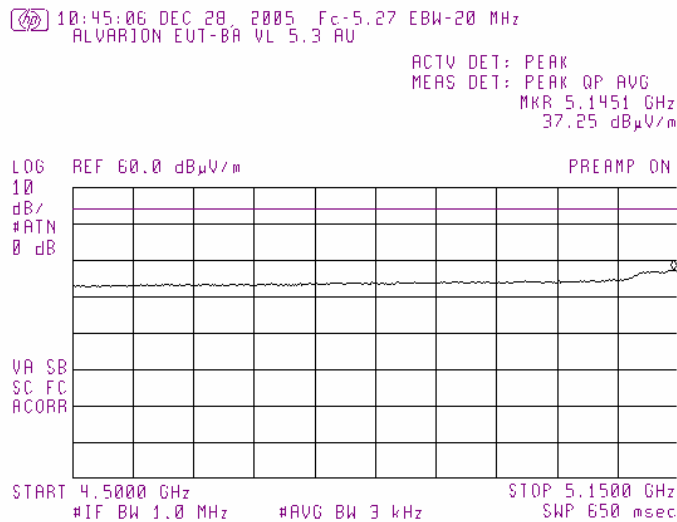 hp 10:45:06 DEC 28, 2005 Fc-5.27 EBW-20 MHz
ALVARION EUT-BA VL 5.3 AU
ACTV DET: PEAK
MEAS DET: PEAK QP AVG
MKR 5.1451 GHz
37.25 dBµV/m
LOG REF 60.0 dBµV/m PREAMP ON
10
dB/
#ATN
0 dB
VA SB
SC FC
ACORR
START 4.5000 GHz STOP 5.1500 GHz
#IF BW 1.0 MHz #AVG BW 3 kHz SWP 650 msec